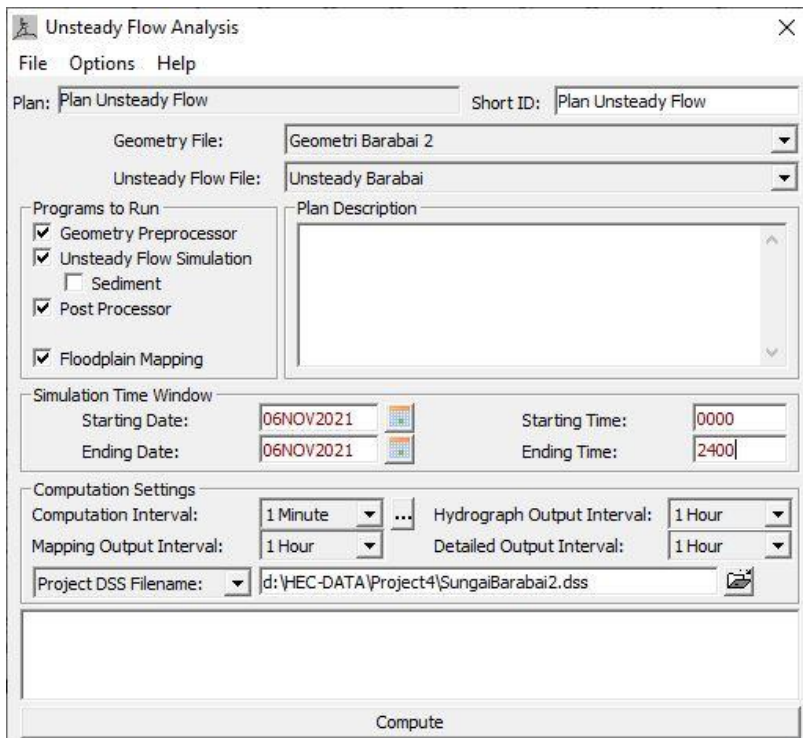 Unsteady Flow Analysis
File Options Help
Plan: Plan Unsteady Flow Short ID: Plan Unsteady Flow
Geometry File: Geometri Barabai 2
Unsteady Flow File: Unsteady Barabai
Programs to Run
Geometry Preprocessor
Unsteady Flow Simulation
Sediment
Post Processor
Floodplain Mapping
Plan Description
Simulation Time Window
Starting Date: 06NOV2021 Starting Time: 0000
Ending Date: 06NOV2021 Ending Time: 2400
Computation Settings
Computation Interval: 1 Minute ... Hydrograph Output Interval: 1 Hour
Mapping Output Interval: 1 Hour Detailed Output Interval: 1 Hour
Project DSS Filename: d:\HEC-DATA\Project4\SungaiBarabai2.dss
Compute